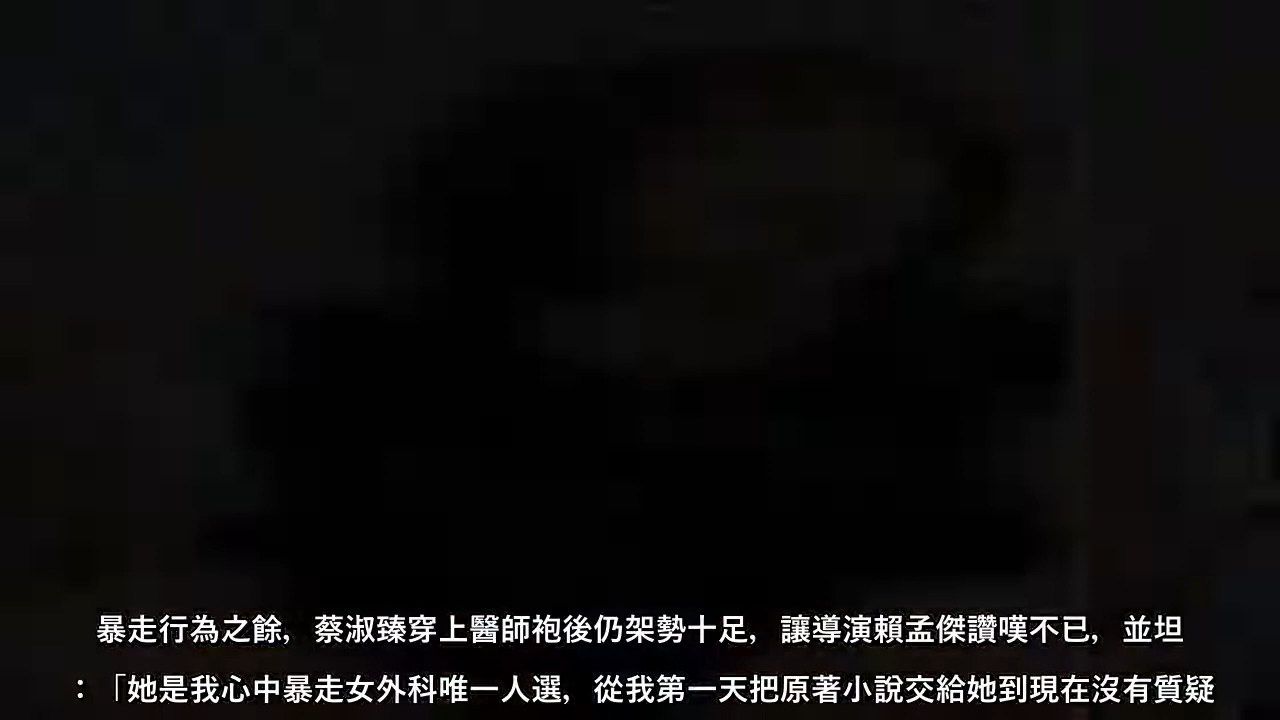 暴走行為之餘，蔡淑臻穿上醫師袍後仍架勢十足，讓導演賴孟傑讚嘆不已，並坦
：「她是我心中暴走女外科唯一人選，從我第一天把原著小說交給她到現在沒有質疑